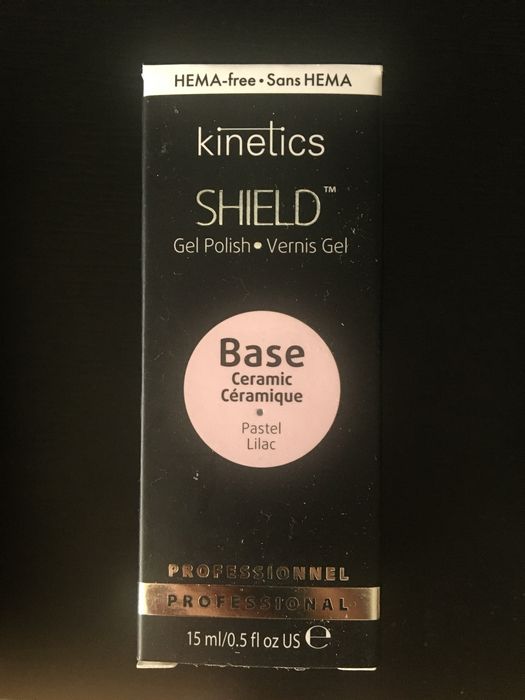 HEMA-free • Sans HEMA
kinetics
SHIELD™
Gel Polish • Vernis Gel
Base
Ceramic
Céramique
•
Pastel
Lilac
PROFESSIONNEL
PROFESSIONAL
15 ml/0.5 fl oz US ℮